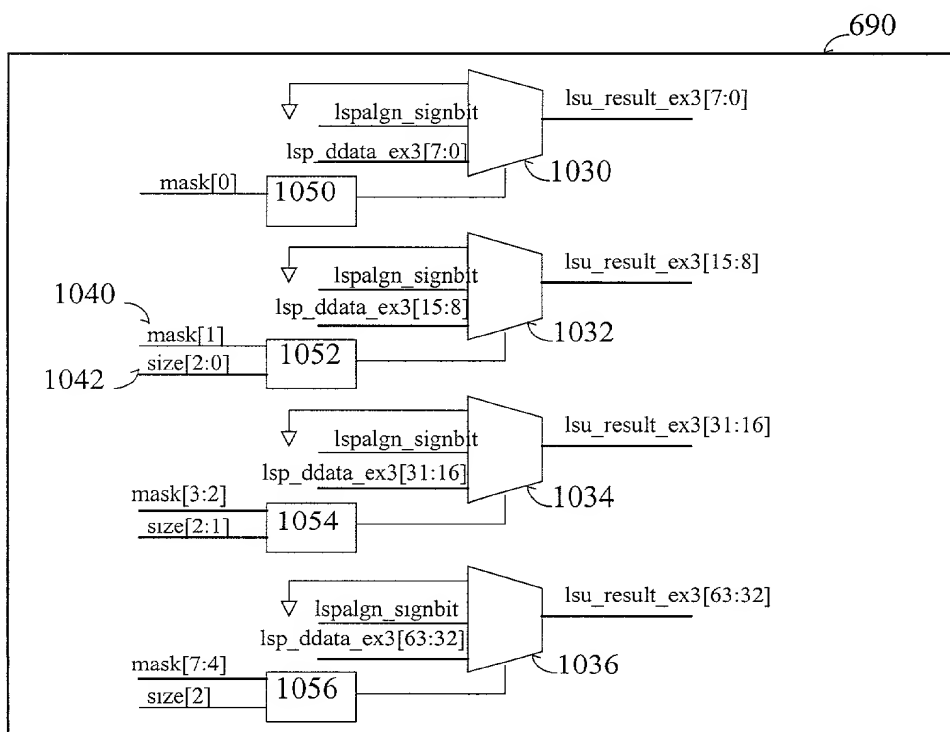 690
lsu_result_ex3[7:0]
lspalgn_signbit
lsp_ddata_ex3[7:0]
1030
mask[0]
1050
lsu_result_ex3[15:8]
lspalgn_signbit
lsp_ddata_ex3[15:8]
1032
1040
mask[1]
1052
size[2:0]
1042
lsu_result_ex3[31:16]
lspalgn_signbit
lsp_ddata_ex3[31:16]
1034
mask[3:2]
1054
size[2:1]
lsu_result_ex3[63:32]
lspalgn_signbit
lsp_ddata_ex3[63:32]
1036
mask[7:4]
1056
size[2]